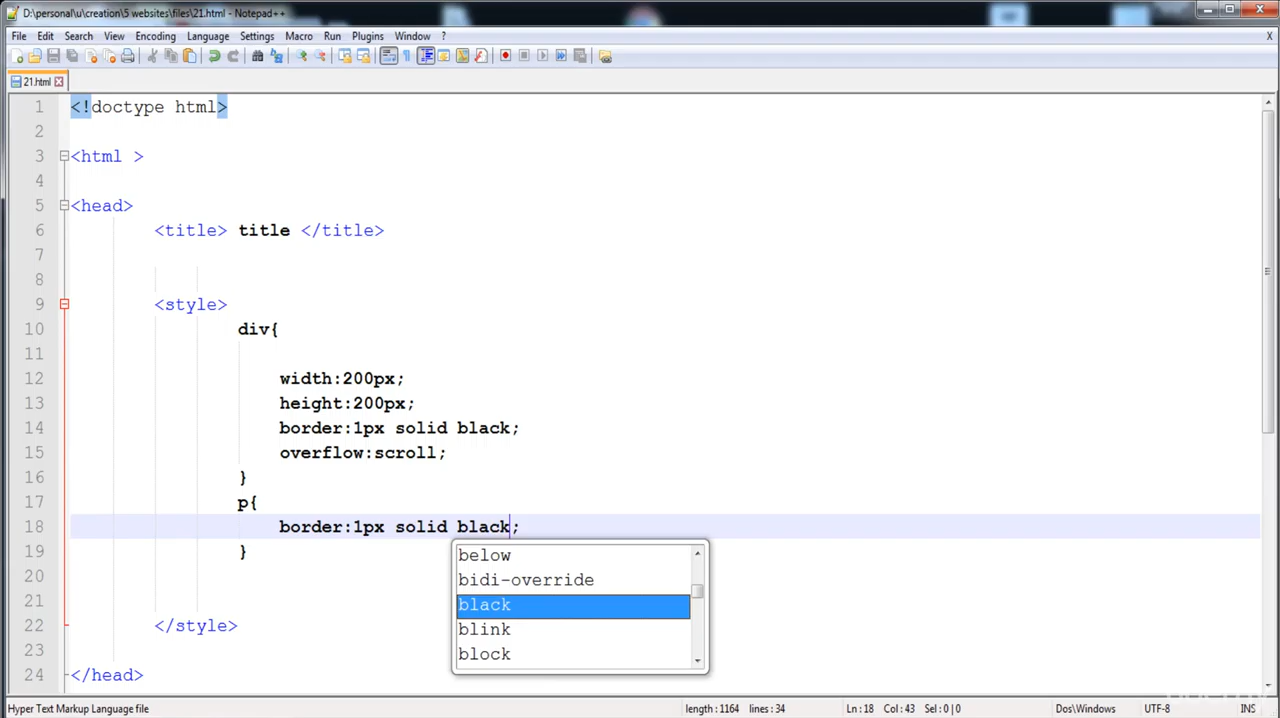 D:\personal\u\creation\5 websites\files\21.html - Notepad++
File Edit Search View Encoding Language Settings Macro Run Plugins Window ? X
21.html
1 <!doctype html>
2
3 <html >
4
5 <head>
6 <title> title </title>
7
8
9 <style>
10 div{
11
12 width:200px;
13 height:200px;
14 border:1px solid black;
15 overflow:scroll;
16 }
17 p{
18 border:1px solid black;
19 }
20
21
22 </style>
23
24 </head>
below
bidi-override
black
blink
block
Hyper Text Markup Language file length : 1164 lines : 34 Ln : 18 Col : 43 Sel : 0 | 0 Dos\Windows UTF-8 INS